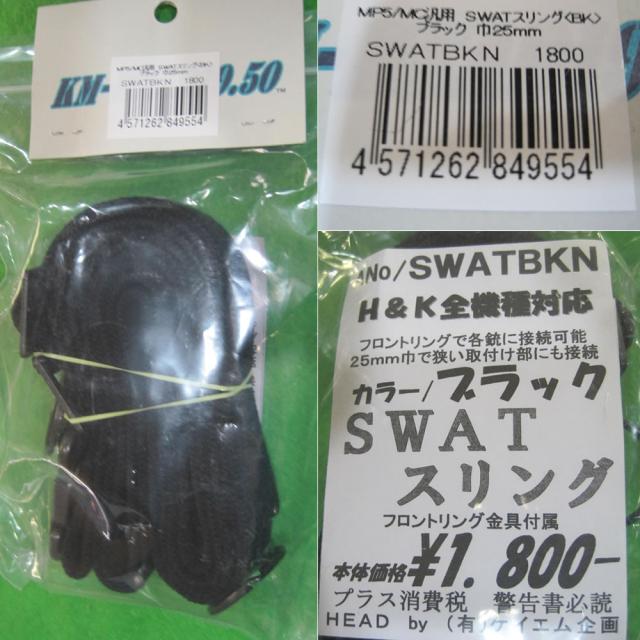 MP5/MC汎用 SWATスリング<BK>
ブラック 巾25mm
SWATBKN 1800
4 571262 849554
KM-
0.50™
MP5/MC汎用 SWATスリング<BK>
ブラック 巾25mm
SWATBKN 1800
4 571262 849554
No/SWATBKN
H&K全機種対応
フロントリングで各銃に接続可能
25mm巾で狭い取付け部にも接続
カラー/ブラック
SWAT
スリング
フロントリング金具付属
本体価格¥1.800-
プラス消費税 警告書必読
HEAD by (有)ケイエム企画